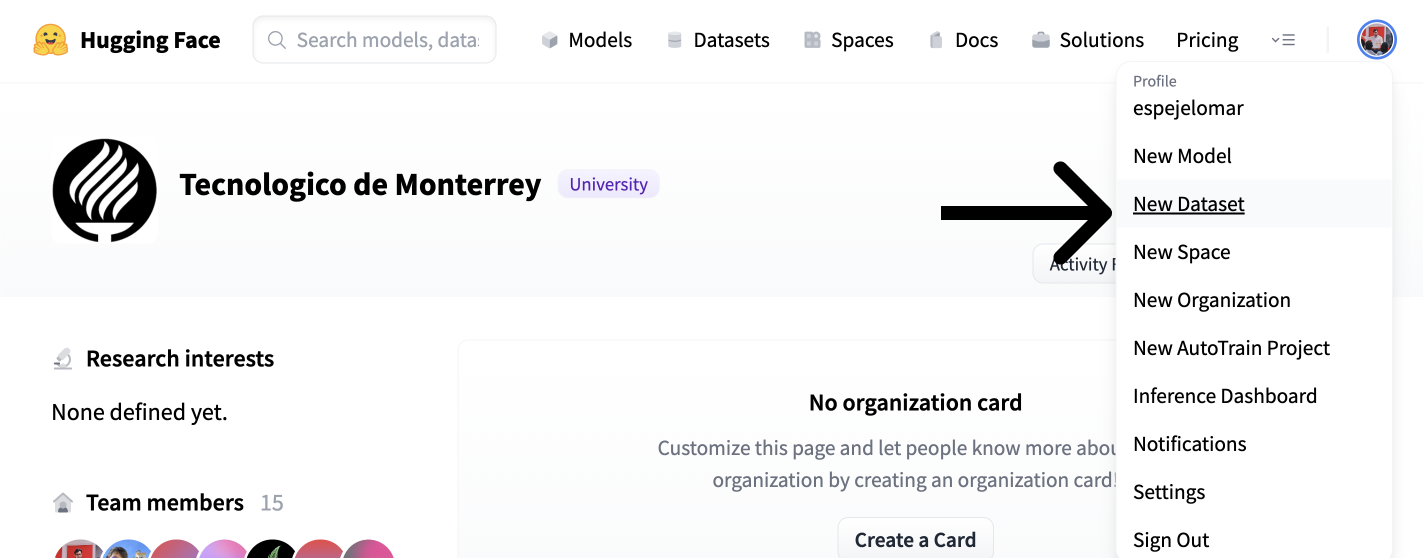 Hugging Face
Search models, datas
Models
Datasets
Spaces
Docs
Solutions
Pricing
Profile
espejelomar
New Model
New Dataset
New Space
New Organization
New AutoTrain Project
Inference Dashboard
Notifications
Settings
Sign Out
Tecnologico de Monterrey
University
Activity F
Research interests
None defined yet.
Team members 15
No organization card
Customize this page and let people know more abou
organization by creating an organization card!
Create a Card